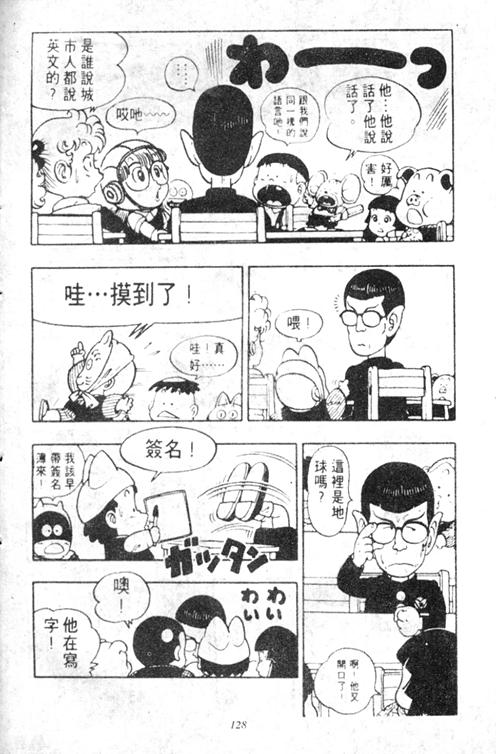 わーーっ
他…他說
話了他說
話了。
好厲
害！
跟我們說
同一樣的
語言吔！
……
哎吔~~~
是誰說城
市人都說
英文的？
喂！
哇…摸到了！
哇！真
好……
這裡是地
球嗎？
啊！他又
開口了！
簽名！
我該早
帶簽名
簿來！
ガッタン
わい
わい
噢！
他在寫
字！
128